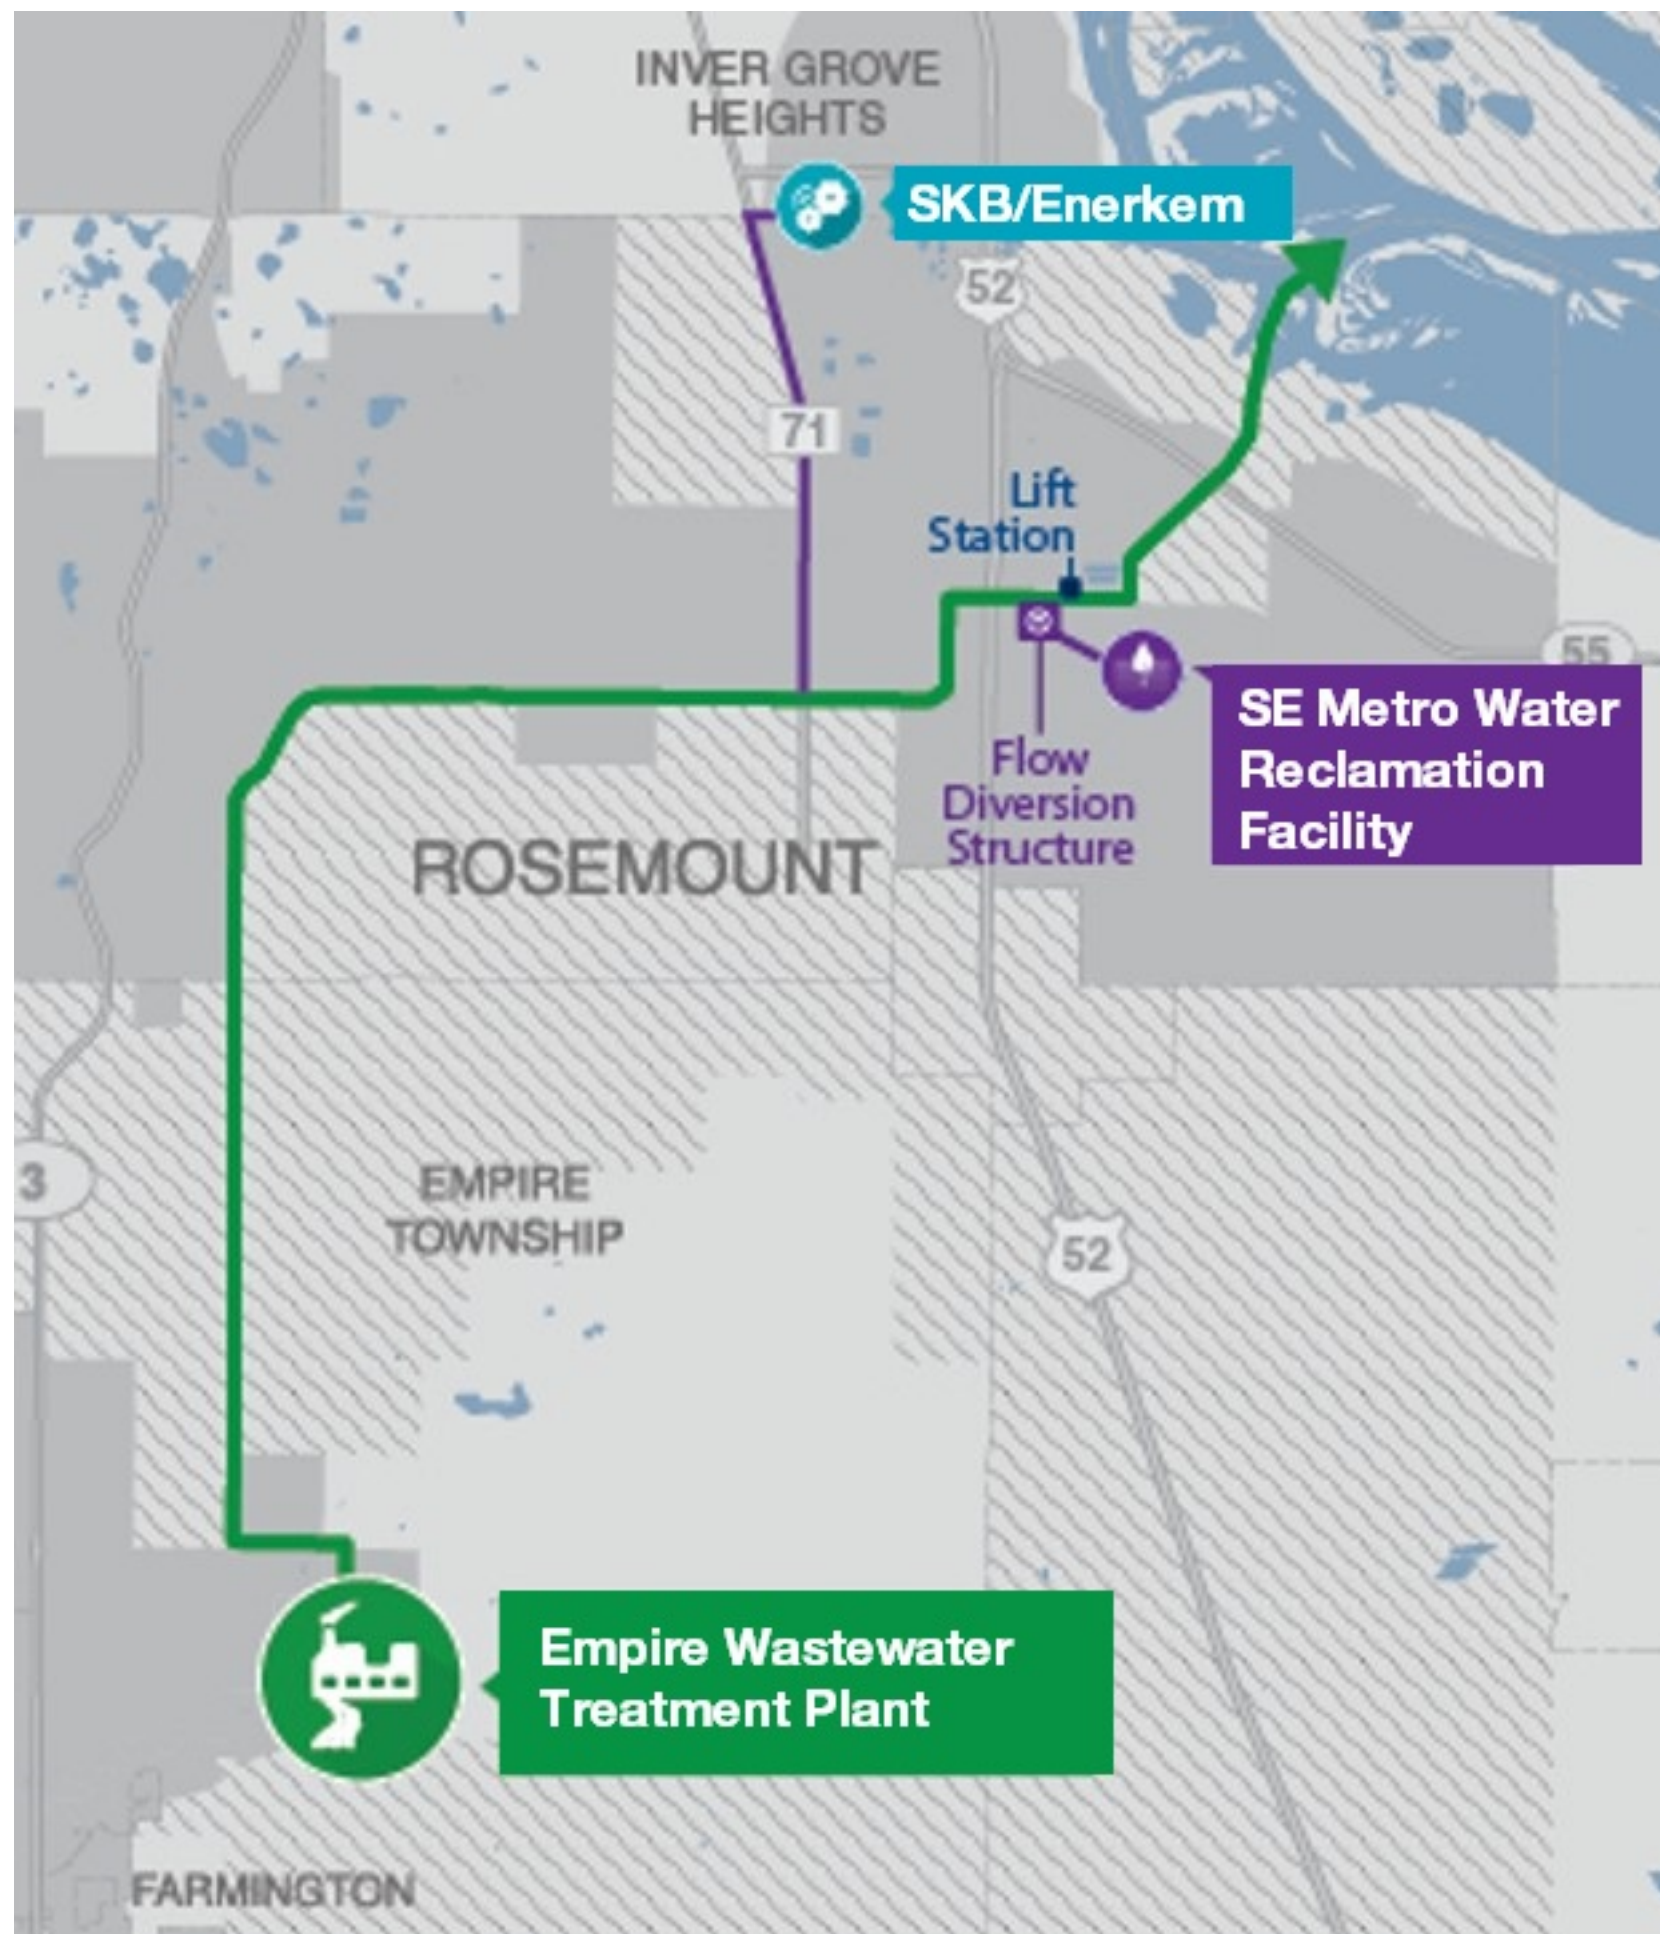 INVER GROVE
HEIGHTS
SKB/Enerkem
52
71
Lift
Station
55
SE Metro Water
Reclamation
Facility
Flow
Diversion
Structure
ROSEMOUNT
3
EMPIRE
TOWNSHIP
52
Empire Wastewater
Treatment Plant
FARMINGTON